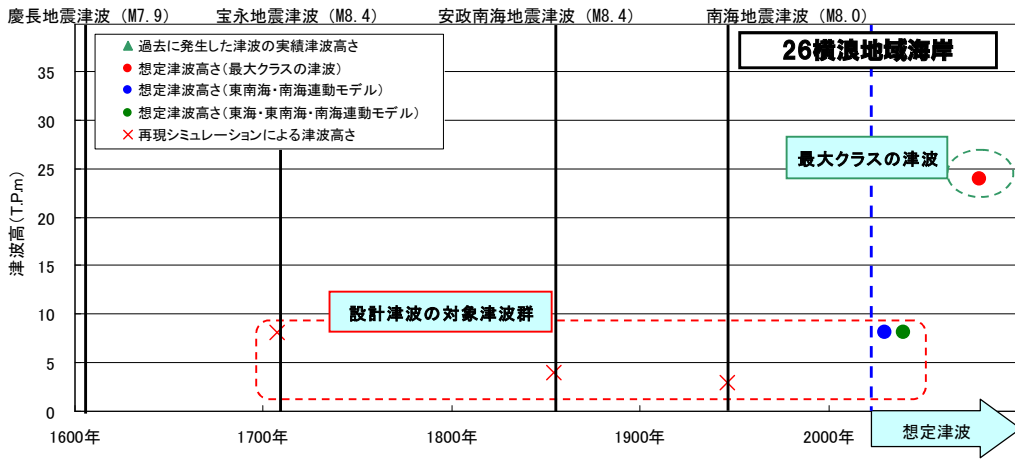 慶長地震津波（M7.9）
宝永地震津波（M8.4）
安政南海地震津波（M8.4）
南海地震津波（M8.0）
26横浪地域海岸
過去に発生した津波の実績津波高さ
想定津波高さ（最大クラスの津波）
想定津波高さ（東南海・南海連動モデル）
想定津波高さ（東海・東南海・南海連動モデル）
再現シミュレーションによる津波高さ
最大クラスの津波
設計津波の対象津波群
津波高（T.P.m）
35
30
25
20
15
10
5
0
1600年
1700年
1800年
1900年
2000年
想定津波